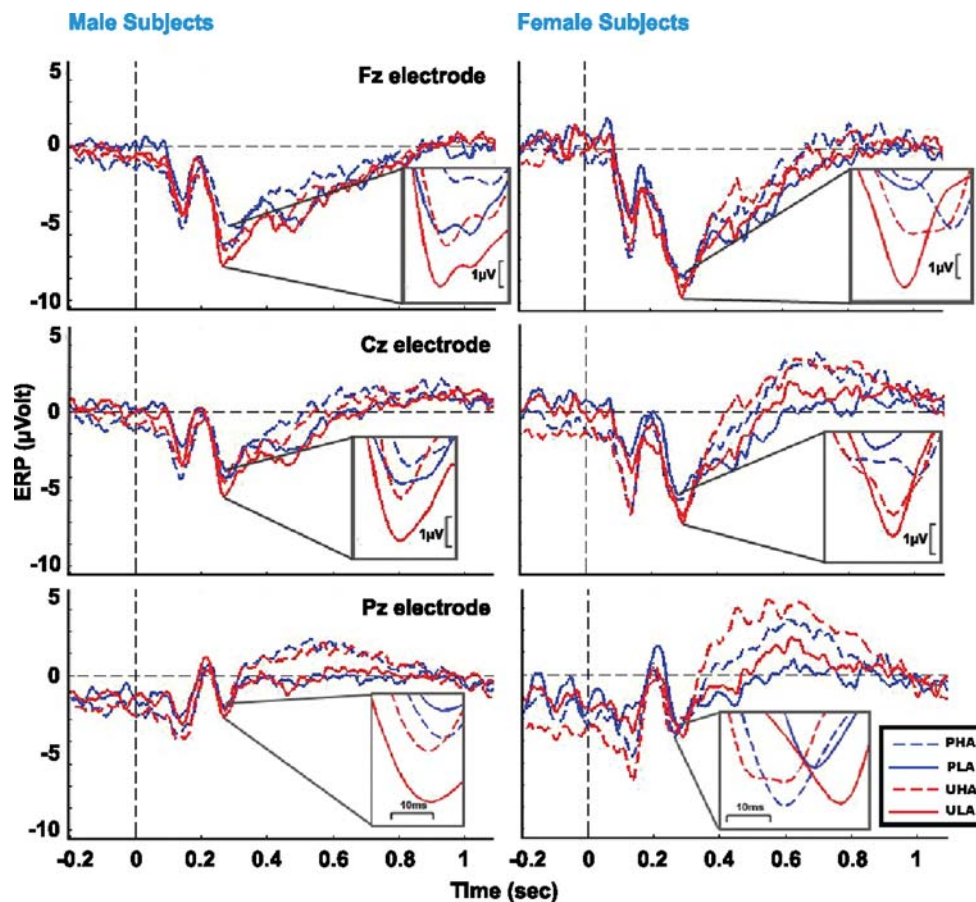 Male Subjects
Female Subjects
Fz electrode
5
0
-5
-10
1μV
1μV
Cz electrode
5
0
-5
-10
ERP (μVolt)
1μV
1μV
Pz electrode
5
0
-5
-10
10ms
10ms
PHA
PLA
UHA
ULA
-0.2 0 0.2 0.4 0.6 0.8 1
-0.2 0 0.2 0.4 0.6 0.8 1
Time (sec)